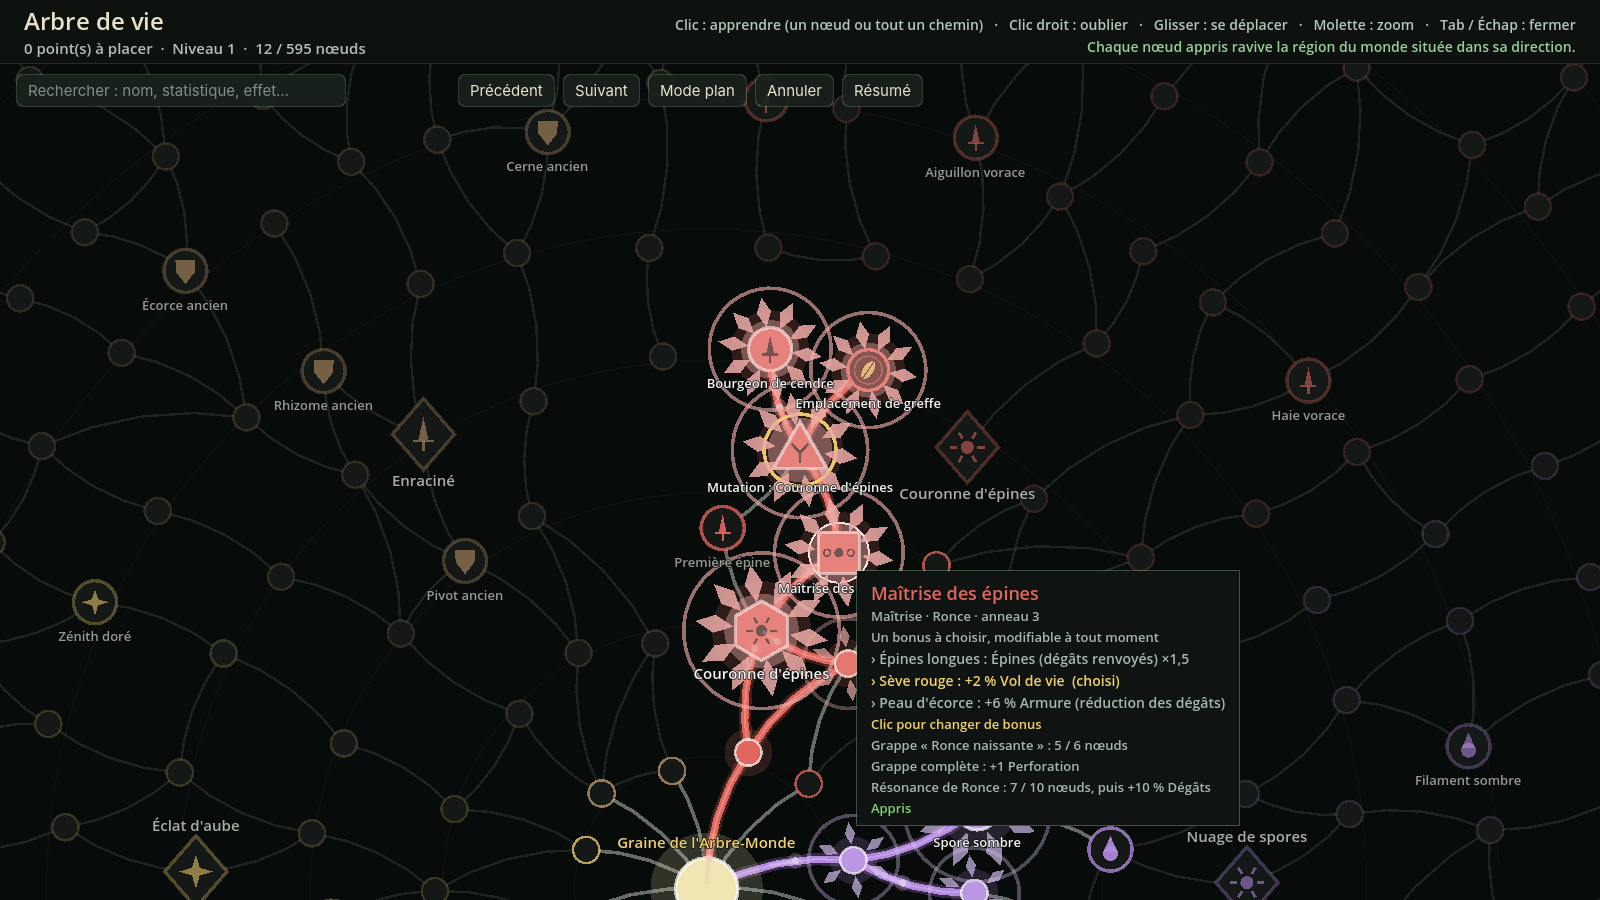 Arbre de vie
0 point(s) à placer · Niveau 1 · 12 / 595 nœuds
Clic : apprendre (un nœud ou tout un chemin) · Clic droit : oublier · Glisser : se déplacer · Molette : zoom · Tab / Échap : fermer
Chaque nœud appris ravive la région du monde située dans sa direction.
Rechercher : nom, statistique, effet...
Précédent
Suivant
Mode plan
Annuler
Résumé
Cerne ancien
Aiguillon vorace
Écorce ancien
Bourgeon de cendre
Emplacement de greffe
Rhizome ancien
Haie vorace
Enraciné
Mutation : Couronne d'épines
Couronne d'épines
Première épine
Maîtrise des
Pivot ancien
Zénith doré
Couronne d'épines
Maîtrise des épines
Maîtrise · Ronce · anneau 3
Un bonus à choisir, modifiable à tout moment
› Épines longues : Épines (dégâts renvoyés) ×1,5
› Sève rouge : +2 % Vol de vie (choisi)
› Peau d'écorce : +6 % Armure (réduction des dégâts)
Clic pour changer de bonus
Grappe « Ronce naissante » : 5 / 6 nœuds
Grappe complète : +1 Perforation
Résonance de Ronce : 7 / 10 nœuds, puis +10 % Dégâts
Appris
Filament sombre
Éclat d'aube
Graine de l'Arbre-Monde
Spore sombre
Nuage de spores